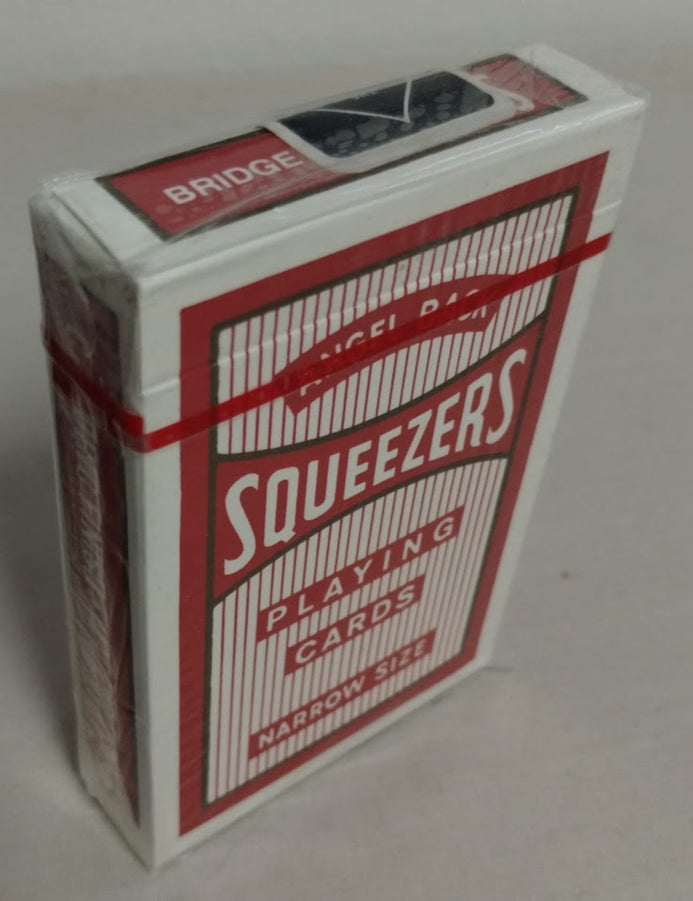 BRIDGE
ANGEL BACK
SQUEEZERS
PLAYING
CARDS
NARROW SIZE